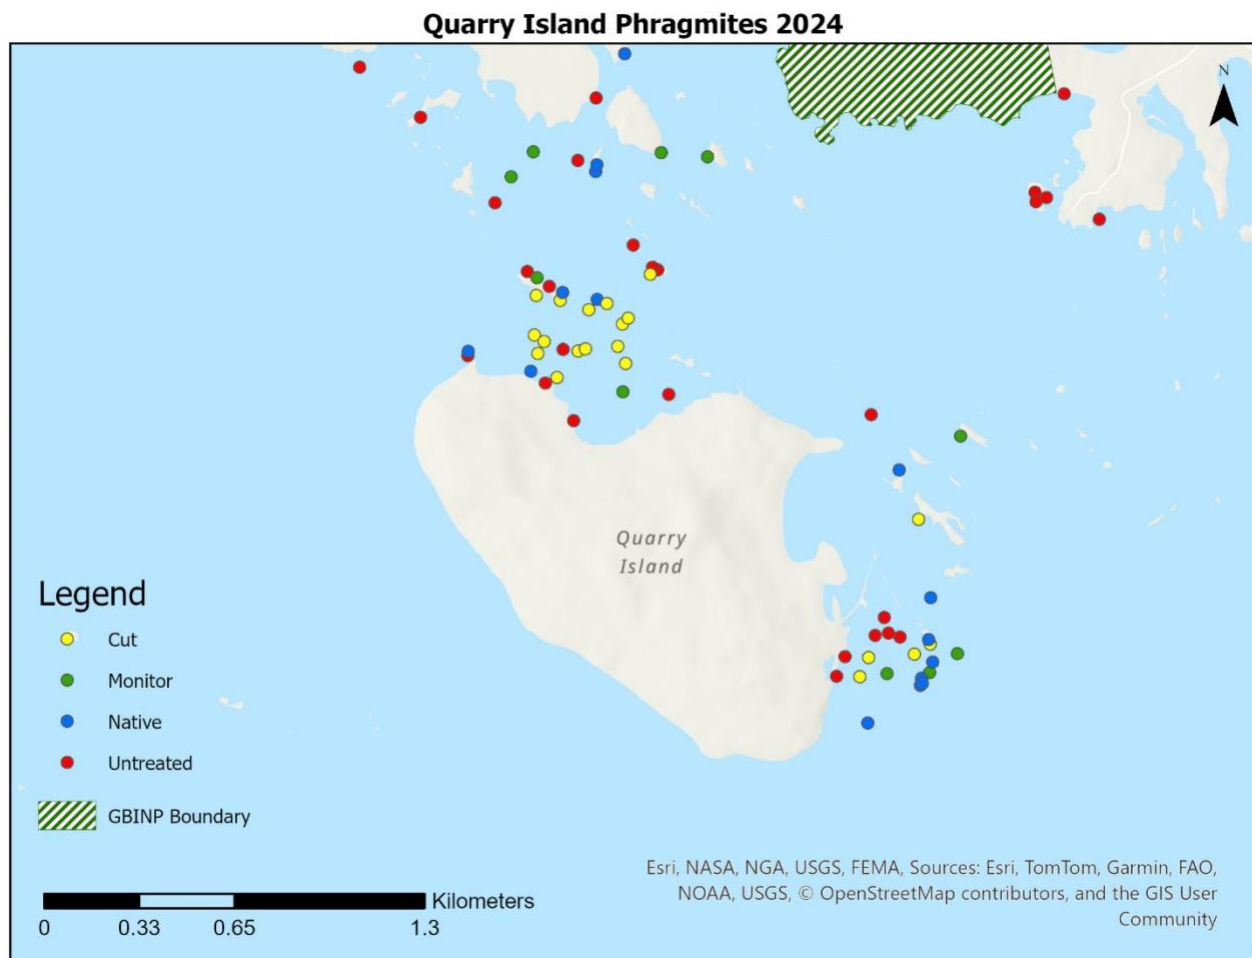 Quarry Island Phragmites 2024
N
Quarry
Island
Legend
Cut
Monitor
Native
Untreated
GBINP Boundary
Esri, NASA, NGA, USGS, FEMA, Sources: Esri, TomTom, Garmin, FAO,
NOAA, USGS, © OpenStreetMap contributors, and the GIS User
Community
Kilometers
0 0.33 0.65 1.3